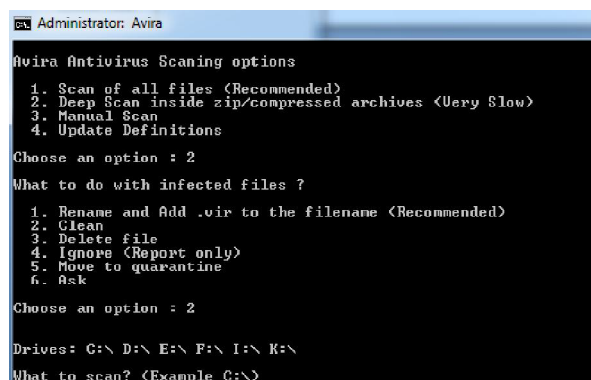 Administrator: Avira
Avira Antivirus Scaning options
1. Scan of all files (Recommended)
2. Deep Scan inside zip/compressed archives (Very Slow)
3. Manual Scan
4. Update Definitions
Choose an option : 2
What to do with infected files ?
1. Rename and Add .vir to the filename (Recommended)
2. Clean
3. Delete file
4. Ignore (Report only)
5. Move to quarantine
6. Ask
Choose an option : 2
Drives: C:\ D:\ E:\ F:\ I:\ K:\
What to scan? (Example C:\)